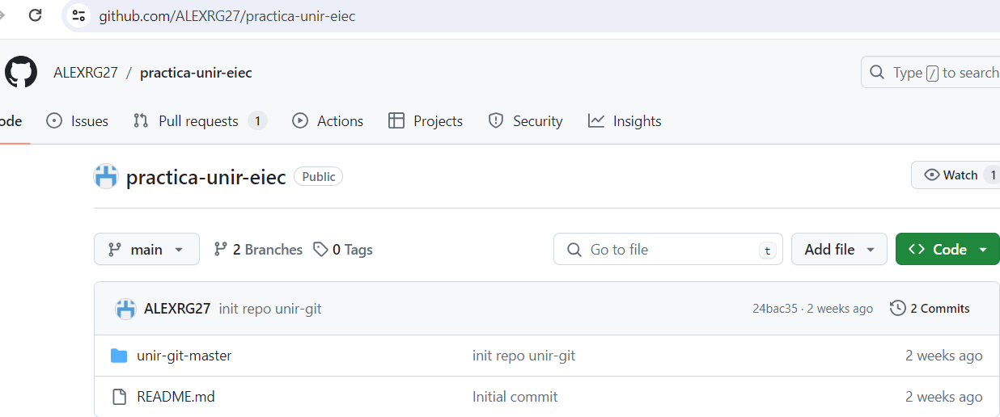 github.com/ALEXRG27/practica-unir-eiec
ALEXRG27 / practica-unir-eiec
Type / to search
ode Issues Pull requests 1 Actions Projects Security Insights
practica-unir-eiec Public
Watch 1
main 2 Branches 0 Tags Go to file t Add file <> Code
ALEXRG27 init repo unir-git 24bac35 · 2 weeks ago 2 Commits
unir-git-master init repo unir-git 2 weeks ago
README.md Initial commit 2 weeks ago